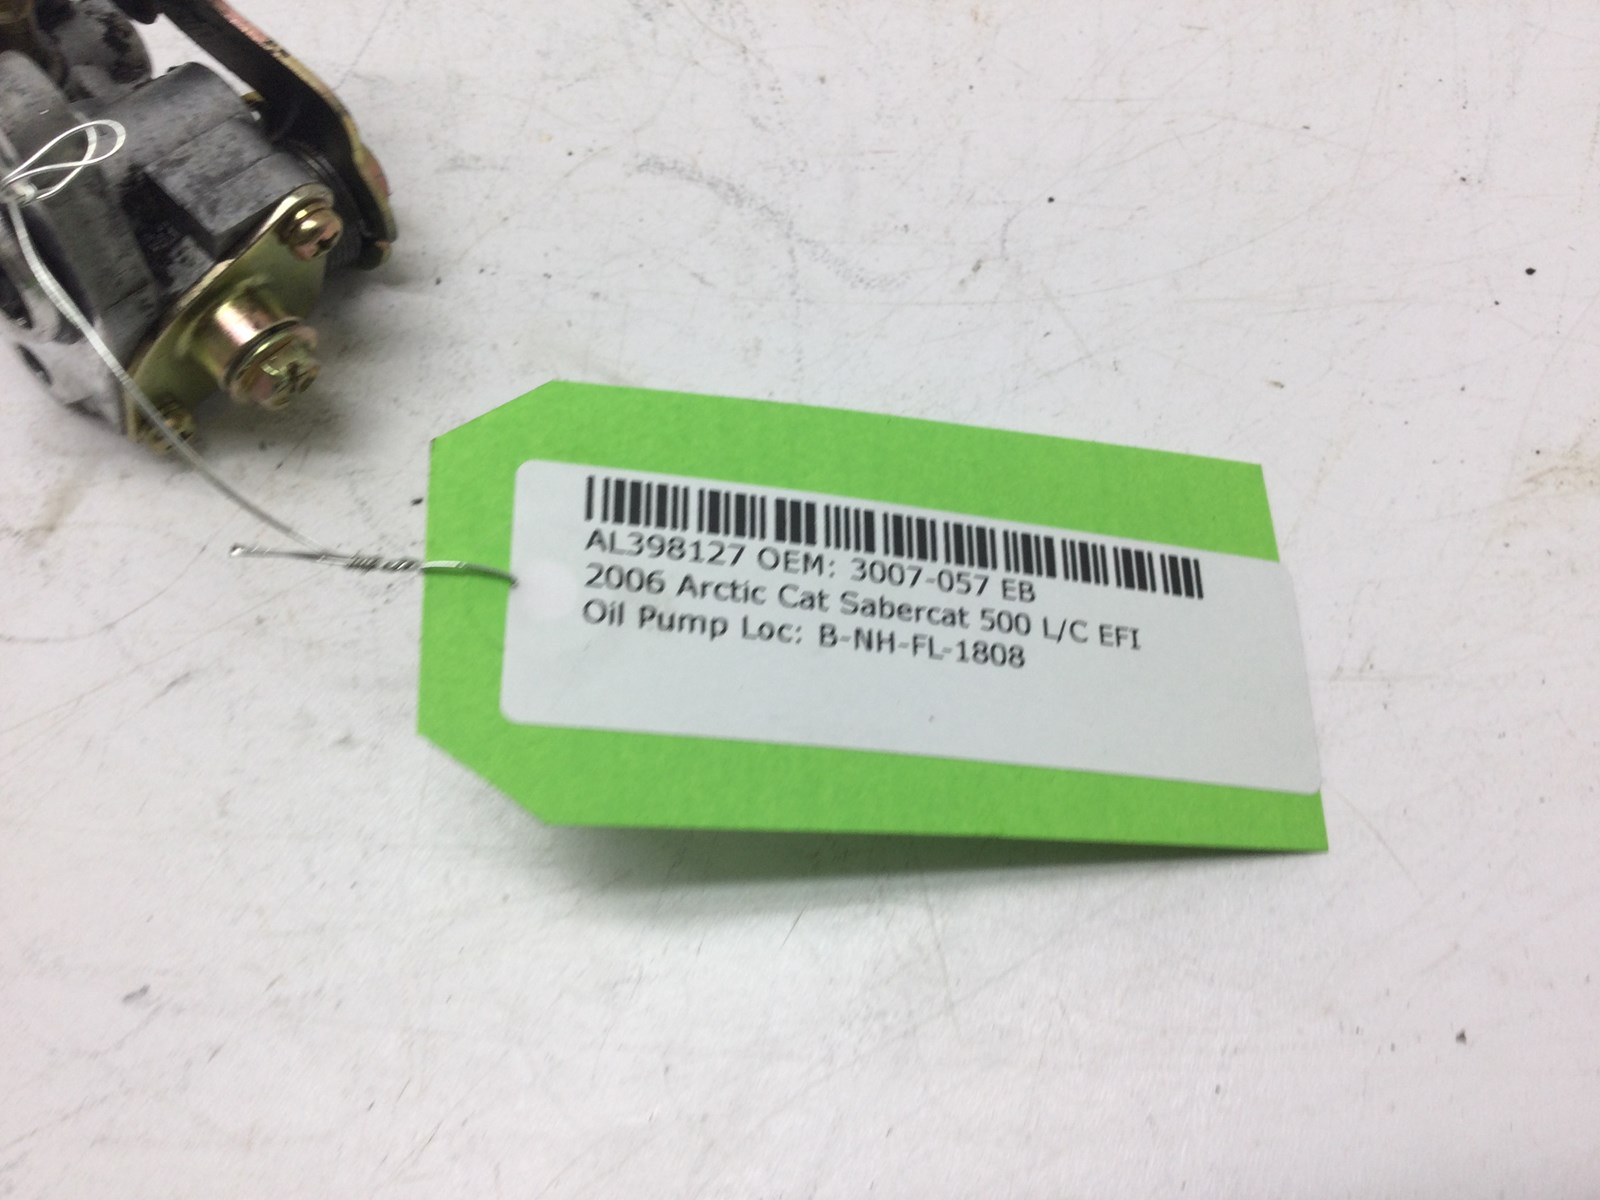 AL398127 OEM: 3007-057 EB
2006 Arctic Cat Sabercat 500 L/C EFI
Oil Pump Loc: B-NH-FL-1808